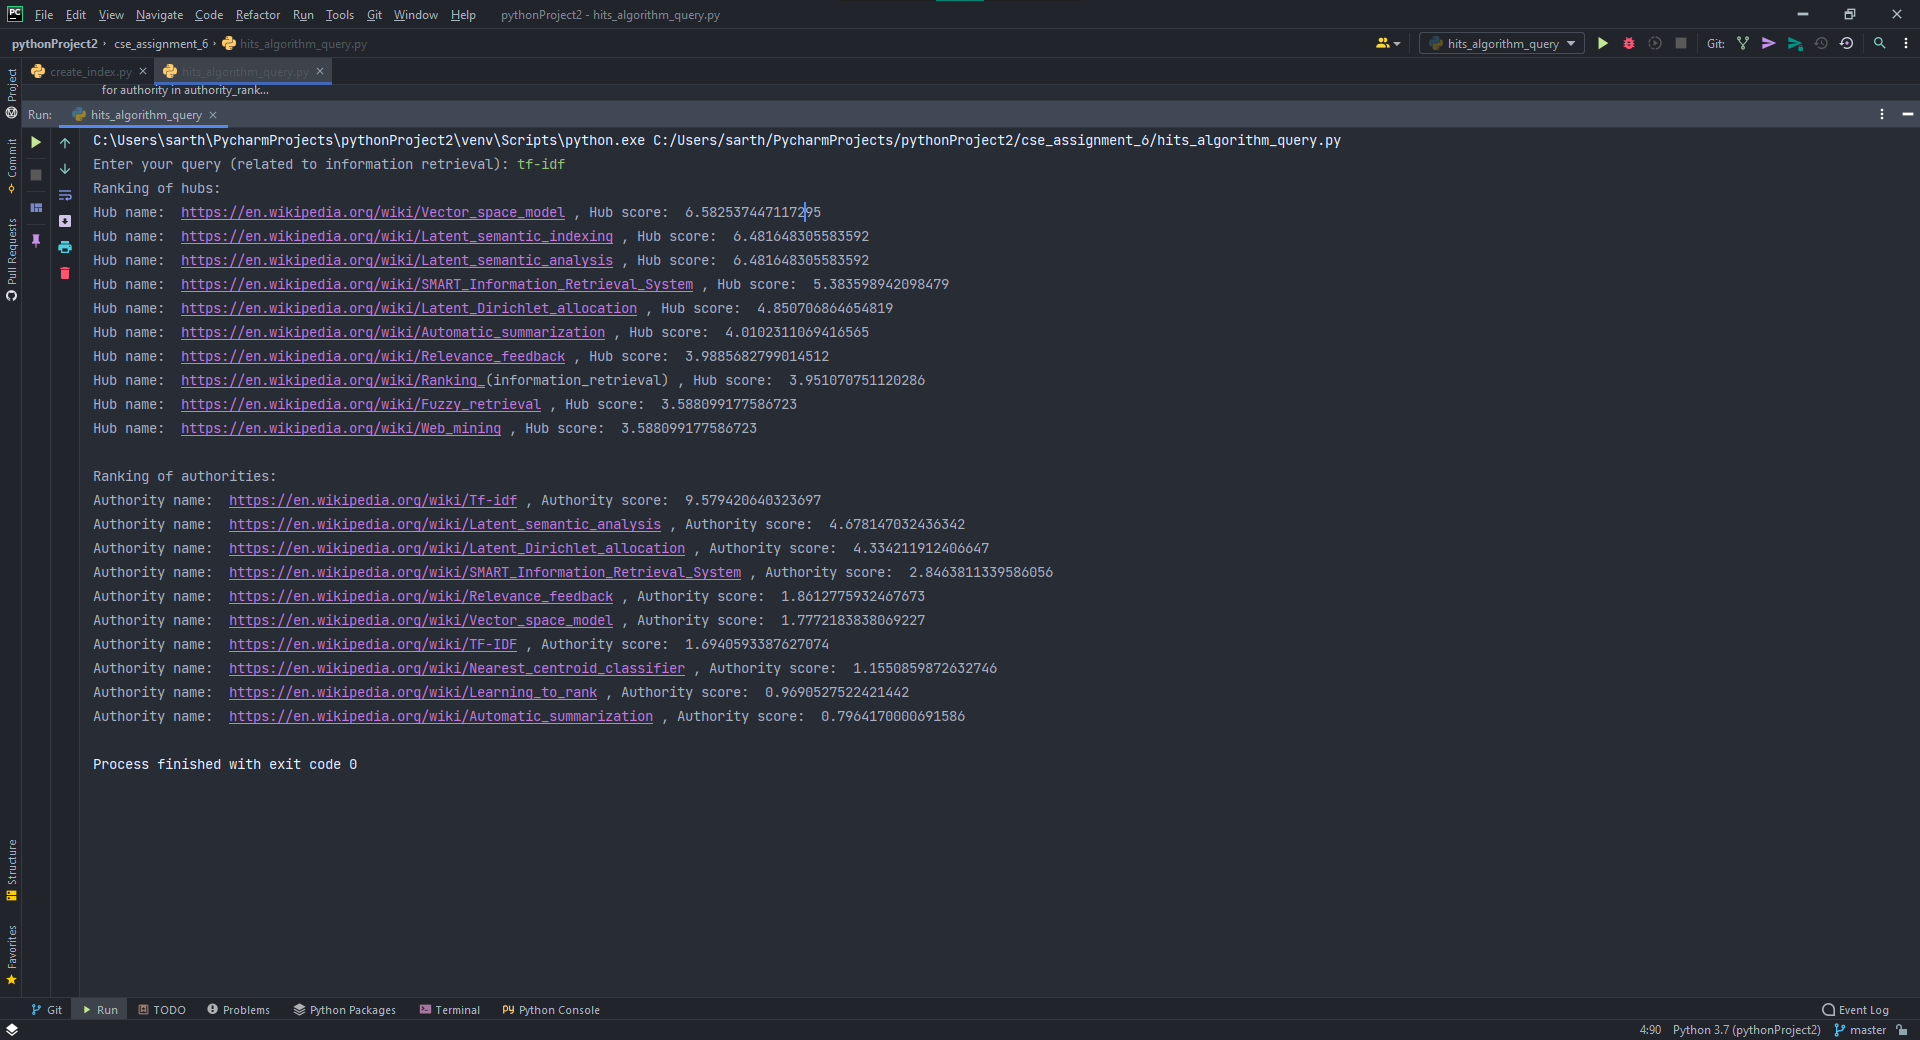 PC File Edit View Navigate Code Refactor Run Tools Git Window Help pythonProject2 - hits_algorithm_query.py
pythonProject2 › cse_assignment_6 › hits_algorithm_query.py hits_algorithm_query Git:
create_index.py hits_algorithm_query.py
for authority in authority_rank...
Run: hits_algorithm_query
C:\Users\sarth\PycharmProjects\pythonProject2\venv\Scripts\python.exe C:/Users/sarth/PycharmProjects/pythonProject2/cse_assignment_6/hits_algorithm_query.py
Enter your query (related to information retrieval): tf-idf
Ranking of hubs:
Hub name:  https://en.wikipedia.org/wiki/Vector_space_model , Hub score:  6.582537447117295
Hub name:  https://en.wikipedia.org/wiki/Latent_semantic_indexing , Hub score:  6.481648305583592
Hub name:  https://en.wikipedia.org/wiki/Latent_semantic_analysis , Hub score:  6.481648305583592
Hub name:  https://en.wikipedia.org/wiki/SMART_Information_Retrieval_System , Hub score:  5.383598942098479
Hub name:  https://en.wikipedia.org/wiki/Latent_Dirichlet_allocation , Hub score:  4.850706864654819
Hub name:  https://en.wikipedia.org/wiki/Automatic_summarization , Hub score:  4.0102311069416565
Hub name:  https://en.wikipedia.org/wiki/Relevance_feedback , Hub score:  3.9885682799014512
Hub name:  https://en.wikipedia.org/wiki/Ranking_(information_retrieval) , Hub score:  3.951070751120286
Hub name:  https://en.wikipedia.org/wiki/Fuzzy_retrieval , Hub score:  3.588099177586723
Hub name:  https://en.wikipedia.org/wiki/Web_mining , Hub score:  3.588099177586723
Ranking of authorities:
Authority name:  https://en.wikipedia.org/wiki/Tf-idf , Authority score:  9.579420640323697
Authority name:  https://en.wikipedia.org/wiki/Latent_semantic_analysis , Authority score:  4.678147032436342
Authority name:  https://en.wikipedia.org/wiki/Latent_Dirichlet_allocation , Authority score:  4.334211912406647
Authority name:  https://en.wikipedia.org/wiki/SMART_Information_Retrieval_System , Authority score:  2.8463811339586056
Authority name:  https://en.wikipedia.org/wiki/Relevance_feedback , Authority score:  1.8612775932467673
Authority name:  https://en.wikipedia.org/wiki/Vector_space_model , Authority score:  1.7772183838069227
Authority name:  https://en.wikipedia.org/wiki/TF-IDF , Authority score:  1.6940593387627074
Authority name:  https://en.wikipedia.org/wiki/Nearest_centroid_classifier , Authority score:  1.1550859872632746
Authority name:  https://en.wikipedia.org/wiki/Learning_to_rank , Authority score:  0.9690527522421442
Authority name:  https://en.wikipedia.org/wiki/Automatic_summarization , Authority score:  0.7964170000691586
Process finished with exit code 0
Project
Commit
Pull Requests
Structure
Favorites
Git Run TODO Problems Python Packages Terminal Python Console Event Log
4:90 Python 3.7 (pythonProject2) master